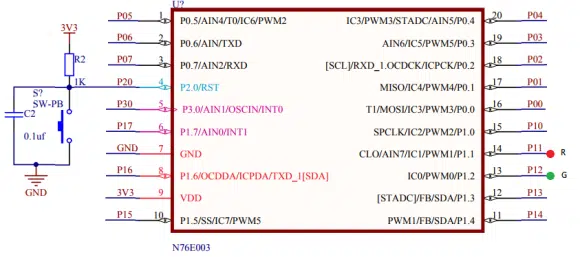 U?
P05 1 P0.5/AIN4/T0/IC6/PWM2 IC3/PWM3/STADC/AIN5/P0.4 20 P04
3V3 P06 2 P0.6/AIN/TXD AIN6/IC5/PWM5/P0.3 19 P03
R2 P07 3 P0.7/AIN2/RXD [SCL]/RXD_1.OCDCK/ICPCK/P0.2 18 P02
1K P20 4 P2.0/RST MISO/IC4/PWM4/P0.1 17 P01
S?
SW-PB P30 5 P3.0/AIN1/OSCIN/INT0 T1/MOSI/IC3/PWM3/P0.0 16 P00
C2 P17 6 P1.7/AIN0/INT1 SPCLK/IC2/PWM2/P1.0 15 P10
0.1uf GND 7 GND CLO/AIN7/IC1/PWM1/P1.1 14 P11 R
P16 8 P1.6/OCDDA/ICPDA/TXD_1[SDA] IC0/PWM0/P1.2 13 P12 G
GND 3V3 9 VDD [STADC]/FB/SDA/P1.3 12 P13
P15 10 P1.5/SS/IC7/PWM5 PWM1/FB/SDA/P1.4 11 P14
N76E003